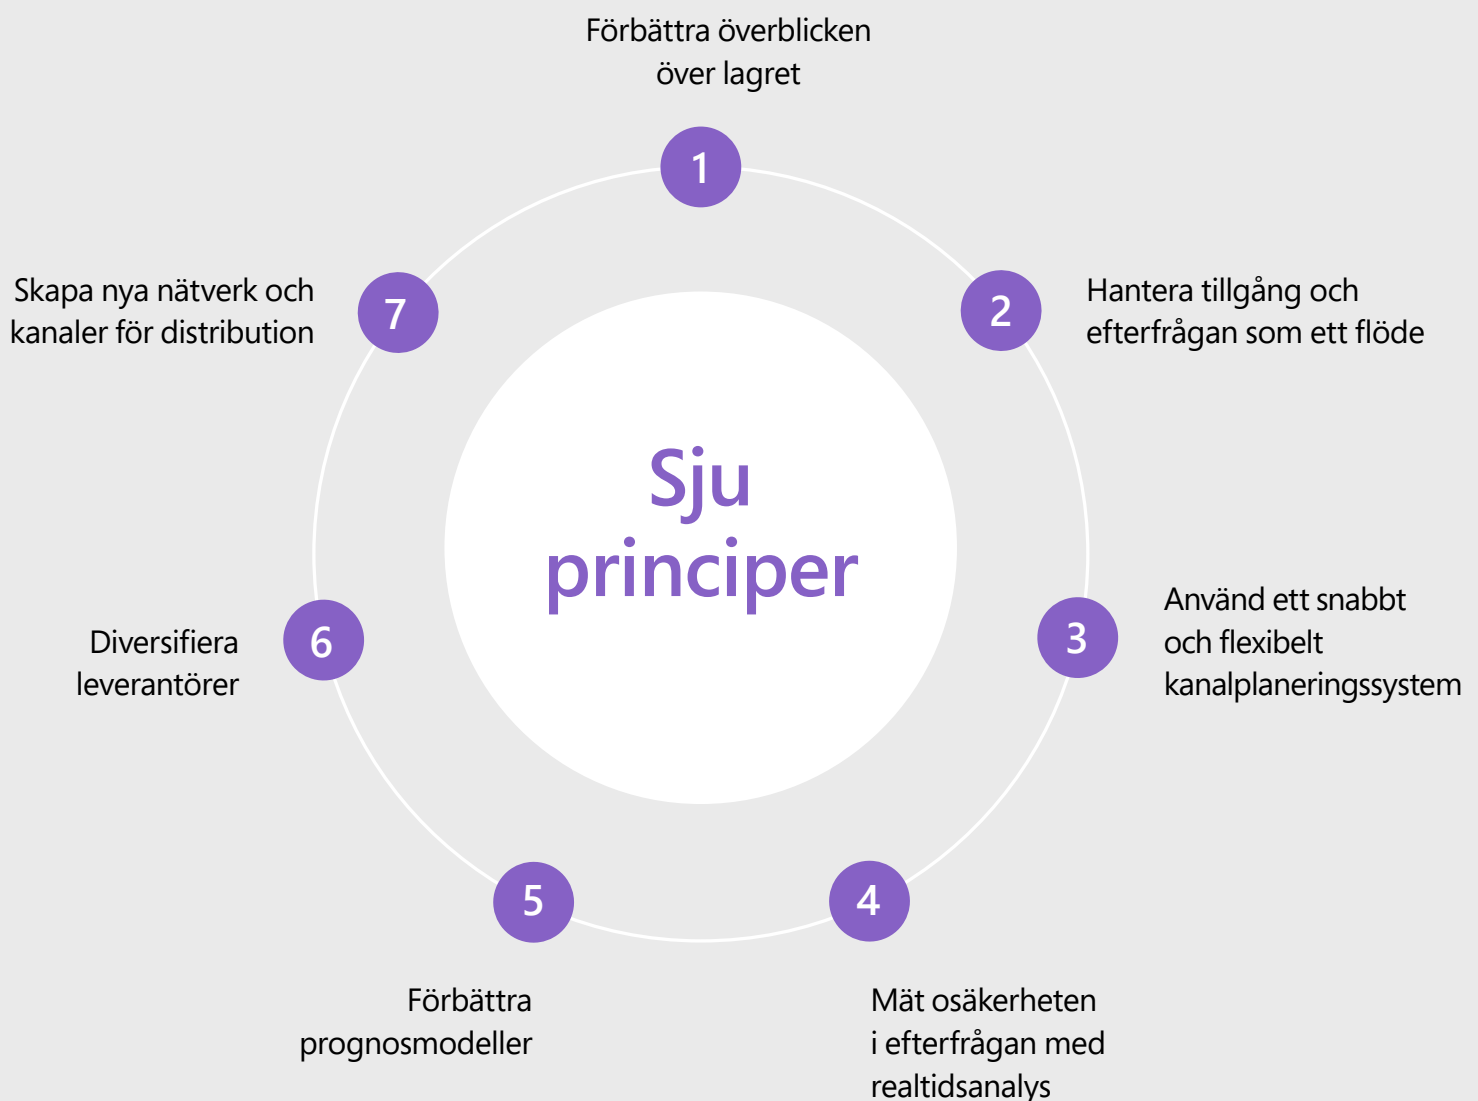 Förbättra överblicken
över lagret
1
2
Hantera tillgång och
efterfrågan som ett flöde
3
Använd ett snabbt
och flexibelt
kanalplaneringssystem
4
Mät osäkerheten
i efterfrågan med
realtidsanalys
5
Förbättra
prognosmodeller
6
Diversifiera
leverantörer
7
Skapa nya nätverk och
kanaler för distribution
Sju
principer